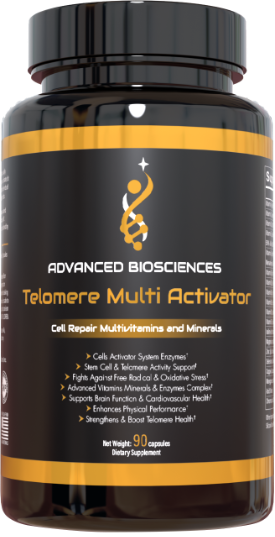 ADVANCED BIOSCIENCES
Telomere Multi Activator
Cell Repair Multivitamins and Minerals
Cells Activator System Enzymes†
Stem Cell & Telomere Activity Support†
Fights Against Free Radical & Oxidative Stress†
Advanced Vitamins Minerals & Enzymes Complex†
Supports Brain Function & Cardiovascular Health†
Enhances Physical Performance†
Strengthens & Boost Telomere Health†
Net Weight: 90 capsules
Dietary Supplement